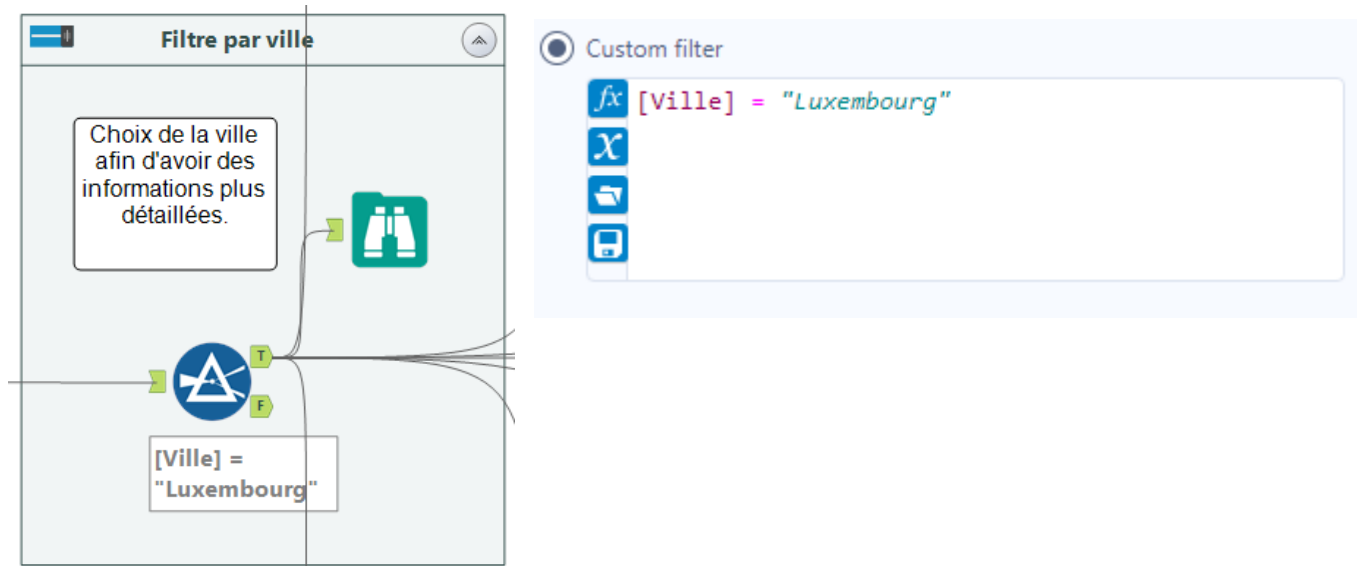 Filtre par ville
Choix de la ville
afin d'avoir des
informations plus
détaillées.
T
F
[Ville] =
"Luxembourg"
Custom filter
fx
[Ville] = "Luxembourg"
X